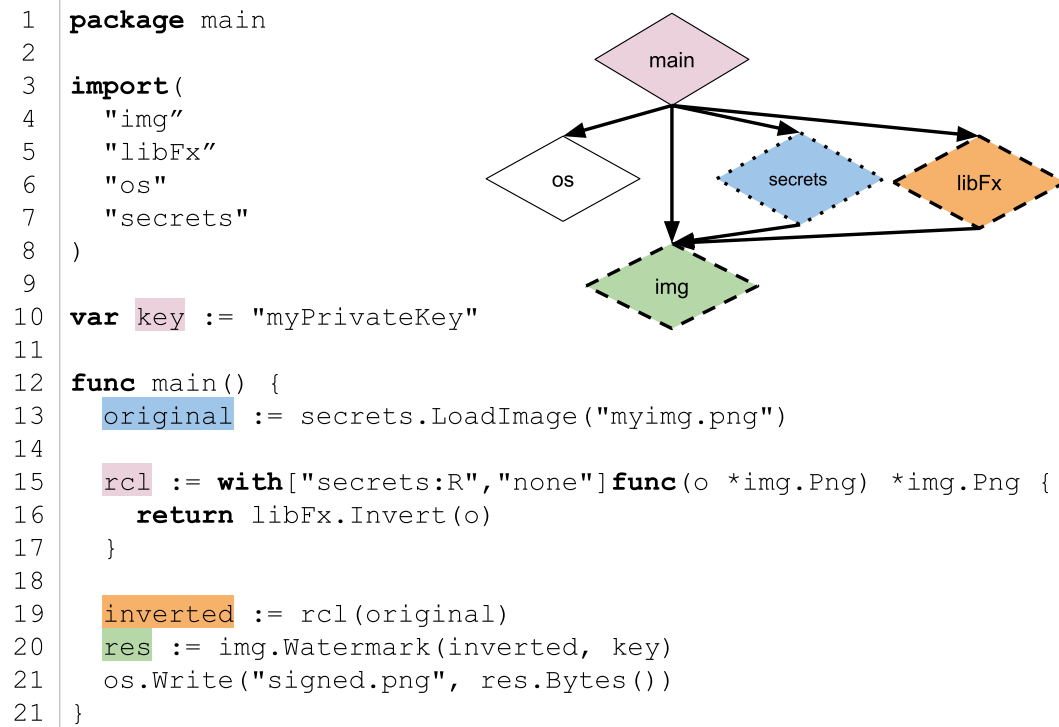 1 package main
2
3 import(
4 "img”
5 "libFx”
6 "os"
7 "secrets"
8 )
9
10 var key := "myPrivateKey"
11
12 func main() {
13 original := secrets.LoadImage("myimg.png")
14
15 rcl := with["secrets:R","none"]func(o *img.Png) *img.Png {
16 return libFx.Invert(o)
17 }
18
19 inverted := rcl(original)
20 res := img.Watermark(inverted, key)
21 os.Write("signed.png", res.Bytes())
21 }
main
os
secrets
libFx
img